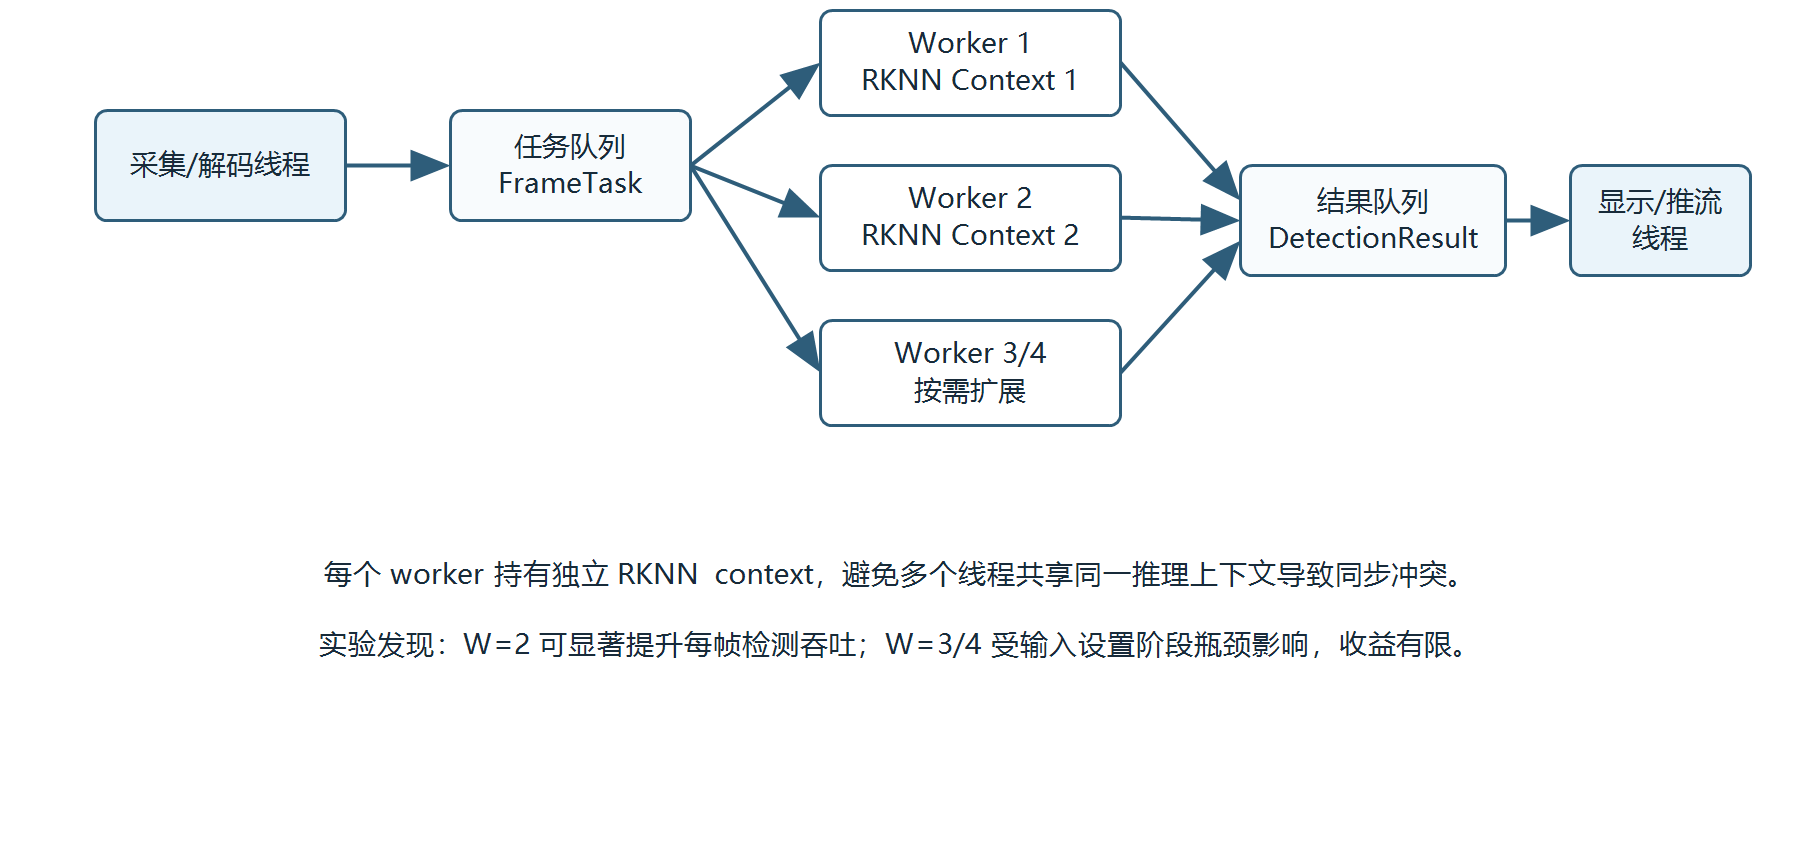 采集/解码线程
任务队列
FrameTask
Worker 1
RKNN Context 1
Worker 2
RKNN Context 2
Worker 3/4
按需扩展
结果队列
DetectionResult
显示/推流
线程
每个 worker 持有独立 RKNN  context，避免多个线程共享同一推理上下文导致同步冲突。
实验发现：W=2 可显著提升每帧检测吞吐；W=3/4 受输入设置阶段瓶颈影响，收益有限。